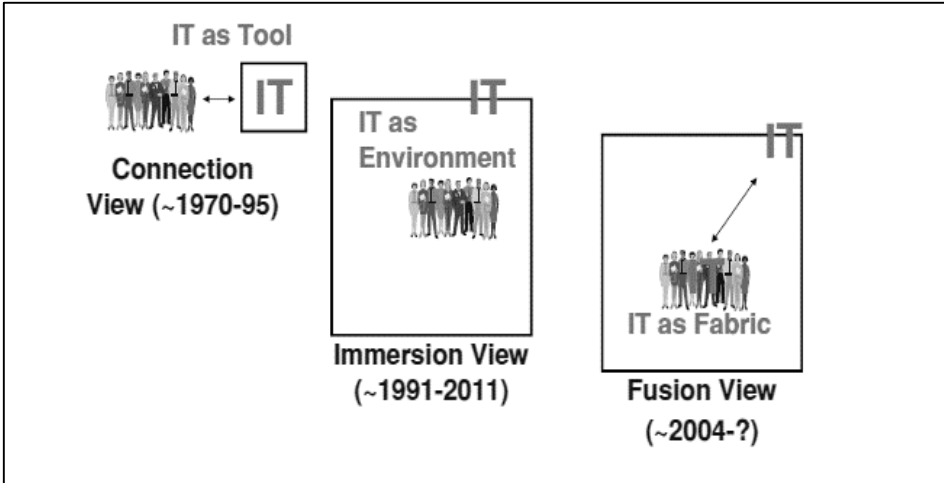 IT as Tool
IT
Connection
View (~1970-95)
IT
IT as
Environment
Immersion View
(~1991-2011)
IT
IT as Fabric
Fusion View
(~2004-?)